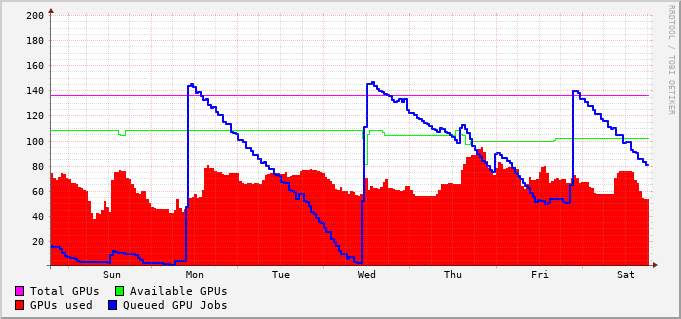 200
180
160
140
120
100
80
60
40
20
Sun Mon Tue Wed Thu Fri Sat
Total GPUs Available GPUs
GPUs used Queued GPU Jobs
RRDTOOL / TOBI OETIKER